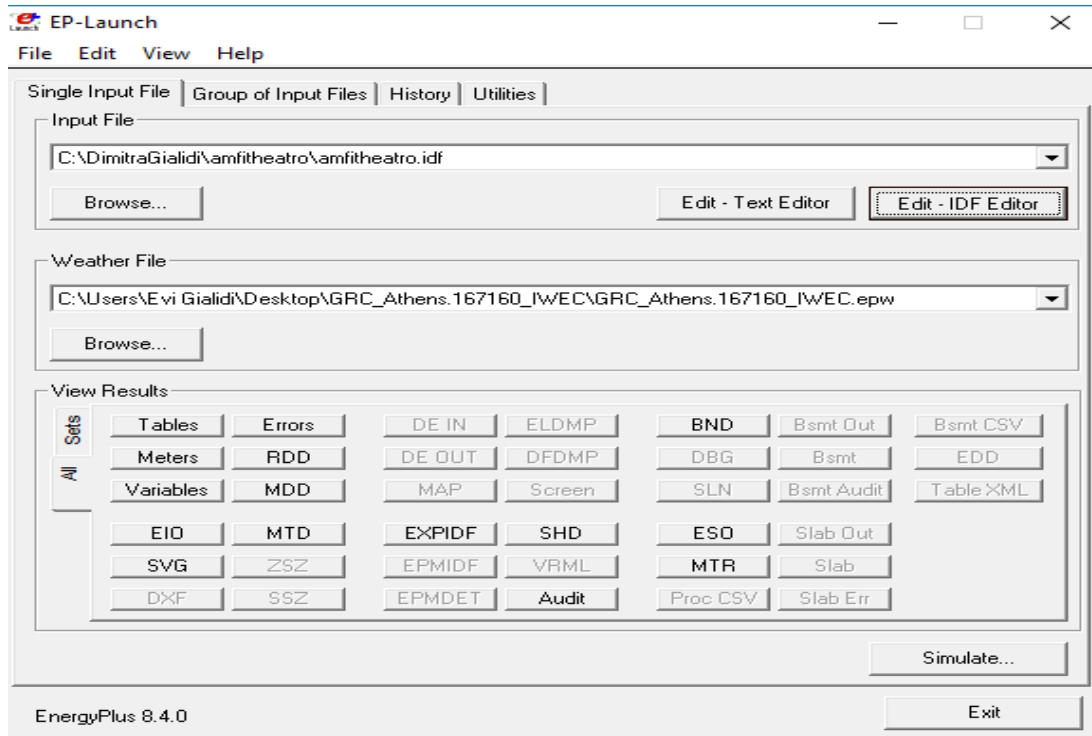 EP-Launch
File Edit View Help
Single Input File Group of Input Files History Utilities
Input File
C:\DimitraGialidi\amfitheatro\amfitheatro.idf
Browse... Edit - Text Editor Edit - IDF Editor
Weather File
C:\Users\Evi Gialidi\Desktop\GRC_Athens.167160_IWEC\GRC_Athens.167160_IWEC.epw
Browse...
View Results
Sets
All
Tables Errors DE IN ELDMP BND Bsmt Out Bsmt CSV
Meters RDD DE OUT DFDMP DBG Bsmt EDD
Variables MDD MAP Screen SLN Bsmt Audit Table XML
EIO MTD EXPIDF SHD ESO Slab Out
SVG ZSZ EPMIDF VRML MTR Slab
DXF SSZ EPMDET Audit Proc CSV Slab Err
Simulate...
EnergyPlus 8.4.0 Exit